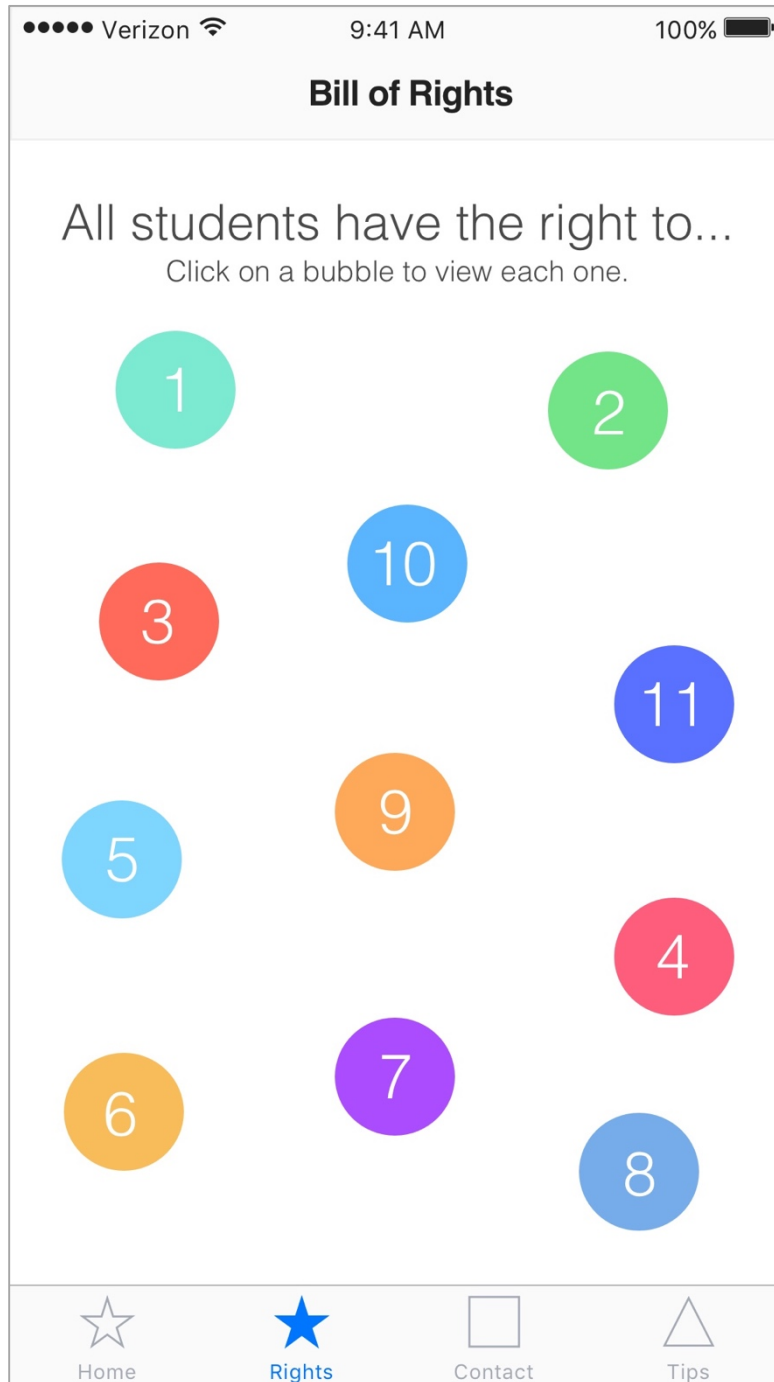 Verizon 9:41 AM 100%
Bill of Rights
All students have the right to...
Click on a bubble to view each one.
1
2
10
3
11
9
5
4
7
6
8
Home Rights Contact Tips